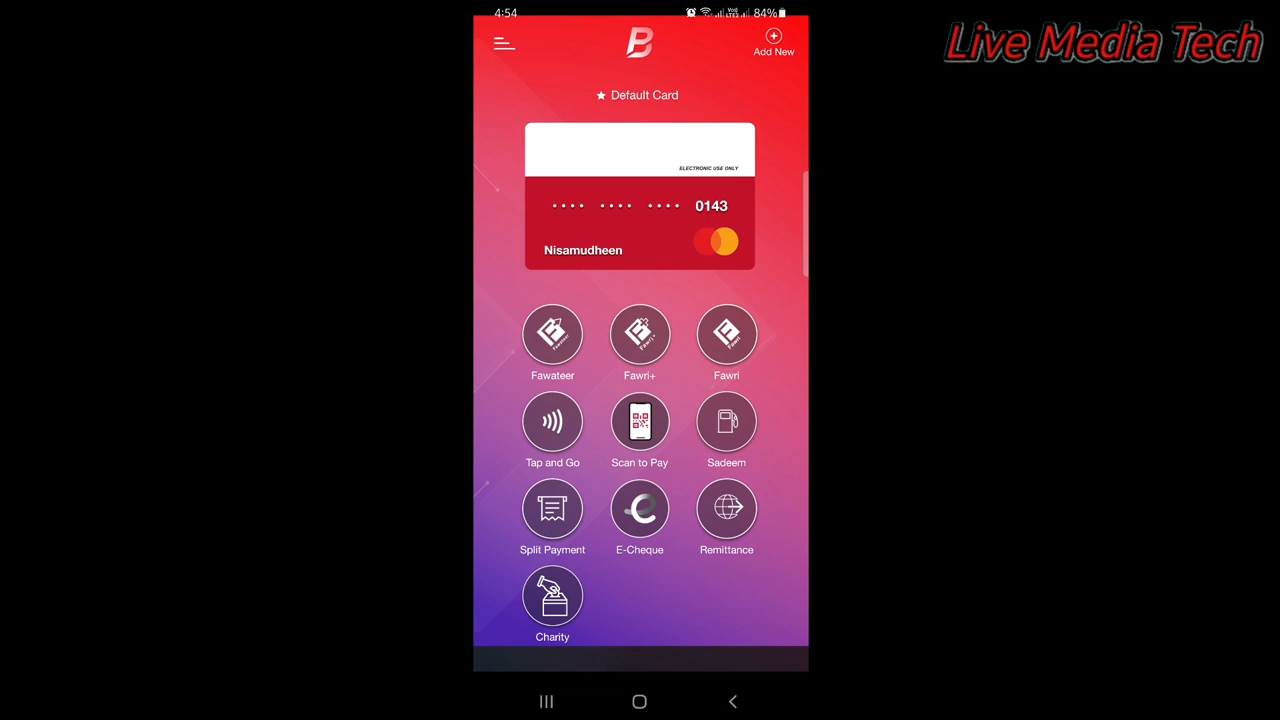 4:54
84%
Live Media Tech
B
Add New
★ Default Card
ELECTRONIC USE ONLY
•••• •••• •••• 0143
Nisamudheen
Fawateer Fawri+ Fawri
Tap and Go Scan to Pay Sadeem
Split Payment E-Cheque Remittance
Charity